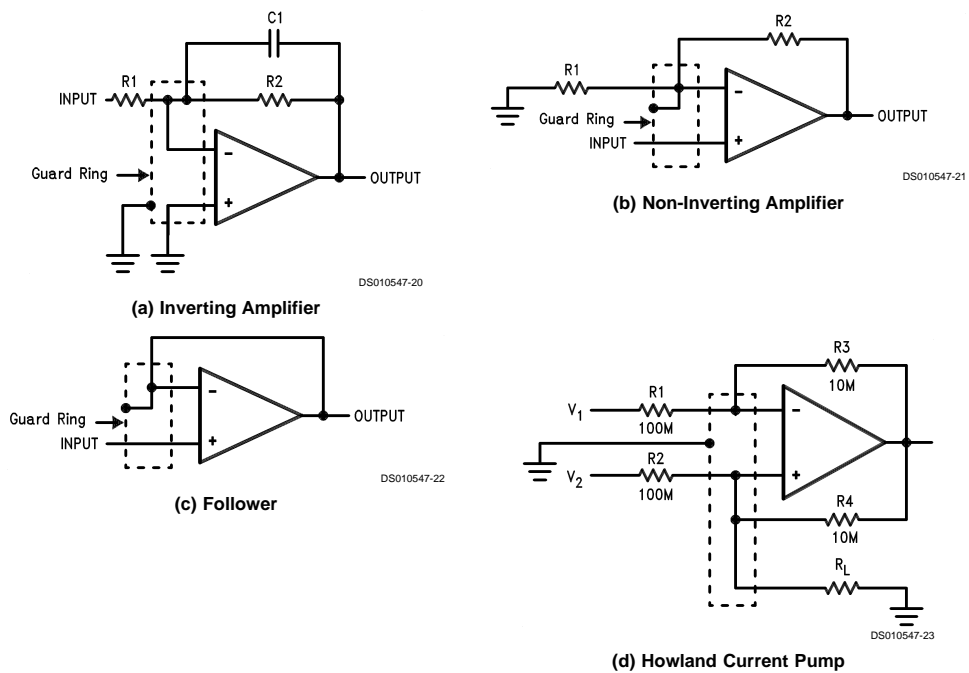 C1
R1
INPUT
R2
Guard Ring
-
+
OUTPUT
DS010547-20
(a) Inverting Amplifier
R2
R1
-
Guard Ring
OUTPUT
INPUT
+
DS010547-21
(b) Non-Inverting Amplifier
-
Guard Ring
OUTPUT
INPUT
+
DS010547-22
(c) Follower
R3
10M
V1
R1
100M
-
V2
R2
100M
+
R4
10M
RL
DS010547-23
(d) Howland Current Pump